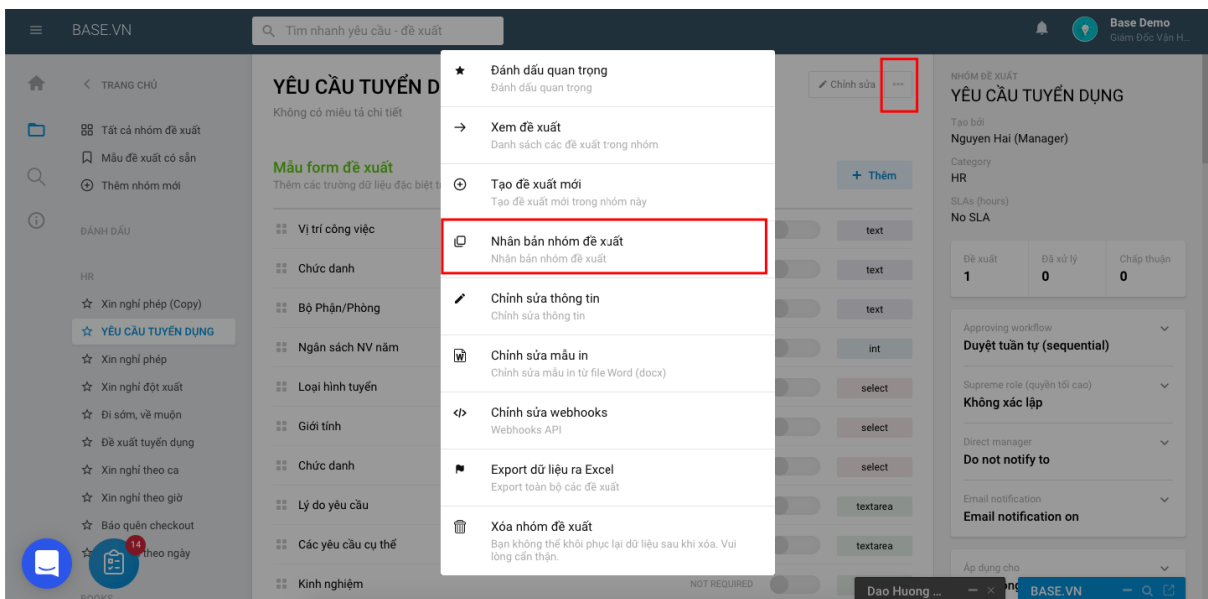 BASE.VN
Tìm nhanh yêu cầu - đề xuất
Base Demo
Giám Đốc Vận H...
TRANG CHỦ
Tất cả nhóm đề xuất
Mẫu đề xuất có sẵn
Thêm nhóm mới
ĐÁNH DẤU
HR
Xin nghỉ phép (Copy)
YÊU CẦU TUYỂN DỤNG
Xin nghỉ phép
Xin nghỉ đột xuất
Đi sớm, về muộn
Đề xuất tuyển dụng
Xin nghỉ theo ca
Xin nghỉ theo giờ
Báo quên checkout
14
theo ngày
BOOKS
YÊU CẦU TUYỂN D
Không có miêu tả chi tiết
Chỉnh sửa
Mẫu form đề xuất
Thêm các trường dữ liệu đặc biệt t
+ Thêm
Vị trí công việc
text
Chức danh
text
Bộ Phận/Phòng
text
Ngân sách NV năm
int
Loại hình tuyển
select
Giới tính
select
Chức danh
select
Lý do yêu cầu
textarea
Các yêu cầu cụ thể
textarea
Kinh nghiệm
NOT REQUIRED
Đánh dấu quan trọng
Đánh dấu quan trọng
Xem đề xuất
Danh sách các đề xuất trong nhóm
Tạo đề xuất mới
Tạo đề xuất mới trong nhóm này
Nhân bản nhóm đề xuất
Nhân bản nhóm đề xuất
Chỉnh sửa thông tin
Chỉnh sửa thông tin
Chỉnh sửa mẫu in
Chỉnh sửa mẫu in từ file Word (docx)
Chỉnh sửa webhooks
Webhooks API
Export dữ liệu ra Excel
Export toàn bộ các đề xuất
Xóa nhóm đề xuất
Bạn không thể khôi phục lại dữ liệu sau khi xóa. Vui
lòng cẩn thận.
NHÓM ĐỀ XUẤT
YÊU CẦU TUYỂN DỤNG
Tạo bởi
Nguyen Hai (Manager)
Category
HR
SLAs (hours)
No SLA
Đề xuất Đã xử lý Chấp thuận
1 0 0
Approving workflow
Duyệt tuần tự (sequential)
Supreme role (quyền tối cao)
Không xác lập
Direct manager
Do not notify to
Email notification
Email notification on
Áp dụng cho
Dao Huong ...
BASE.VN